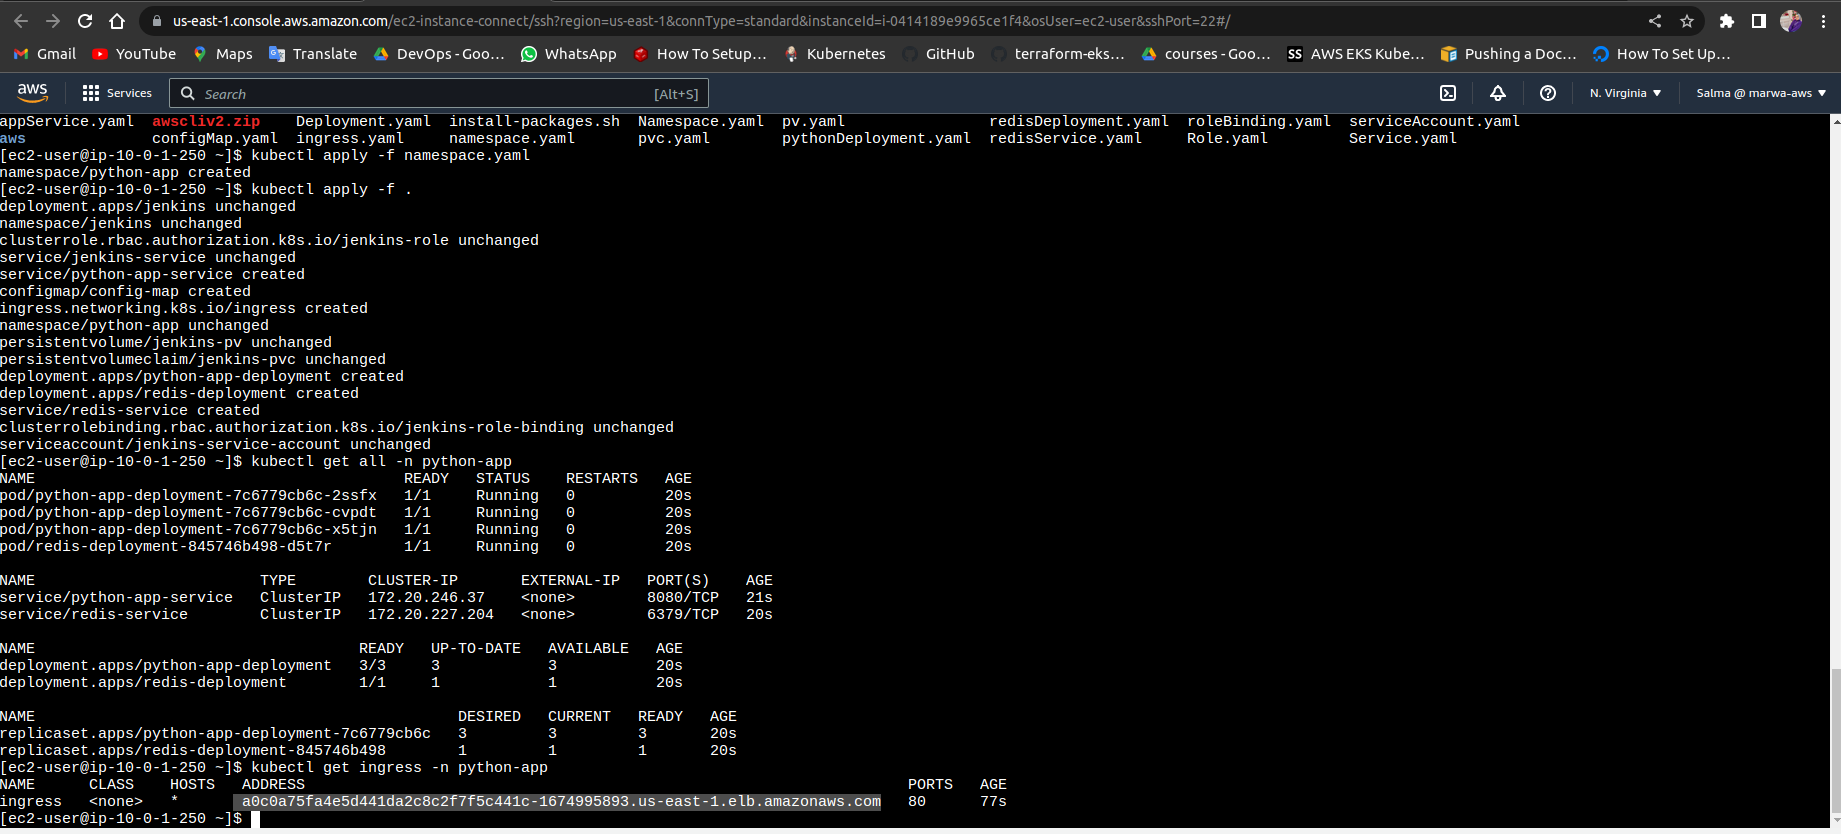 us-east-1.console.aws.amazon.com/ec2-instance-connect/ssh?region=us-east-1&connType=standard&instanceId=i-0414189e9965ce1f4&osUser=ec2-user&sshPort=22#/
Gmail YouTube Maps Translate DevOps - Goo... WhatsApp How To Setup... Kubernetes GitHub terraform-eks... courses - Goo... SS AWS EKS Kube... Pushing a Doc... How To Set Up...
aws Services Search [Alt+S] N. Virginia Salma @ marwa-aws
appService.yaml awscliv2.zip Deployment.yaml install-packages.sh Namespace.yaml pv.yaml redisDeployment.yaml roleBinding.yaml serviceAccount.yaml
aws configMap.yaml ingress.yaml namespace.yaml pvc.yaml pythonDeployment.yaml redisService.yaml Role.yaml Service.yaml
[ec2-user@ip-10-0-1-250 ~]$ kubectl apply -f namespace.yaml
namespace/python-app created
[ec2-user@ip-10-0-1-250 ~]$ kubectl apply -f .
deployment.apps/jenkins unchanged
namespace/jenkins unchanged
clusterrole.rbac.authorization.k8s.io/jenkins-role unchanged
service/jenkins-service unchanged
service/python-app-service created
configmap/config-map created
ingress.networking.k8s.io/ingress created
namespace/python-app unchanged
persistentvolume/jenkins-pv unchanged
persistentvolumeclaim/jenkins-pvc unchanged
deployment.apps/python-app-deployment created
deployment.apps/redis-deployment created
service/redis-service created
clusterrolebinding.rbac.authorization.k8s.io/jenkins-role-binding unchanged
serviceaccount/jenkins-service-account unchanged
[ec2-user@ip-10-0-1-250 ~]$ kubectl get all -n python-app
NAME READY STATUS RESTARTS AGE
pod/python-app-deployment-7c6779cb6c-2ssfx 1/1 Running 0 20s
pod/python-app-deployment-7c6779cb6c-cvpdt 1/1 Running 0 20s
pod/python-app-deployment-7c6779cb6c-x5tjn 1/1 Running 0 20s
pod/redis-deployment-845746b498-d5t7r 1/1 Running 0 20s
NAME TYPE CLUSTER-IP EXTERNAL-IP PORT(S) AGE
service/python-app-service ClusterIP 172.20.246.37 <none> 8080/TCP 21s
service/redis-service ClusterIP 172.20.227.204 <none> 6379/TCP 20s
NAME READY UP-TO-DATE AVAILABLE AGE
deployment.apps/python-app-deployment 3/3 3 3 20s
deployment.apps/redis-deployment 1/1 1 1 20s
NAME DESIRED CURRENT READY AGE
replicaset.apps/python-app-deployment-7c6779cb6c 3 3 3 20s
replicaset.apps/redis-deployment-845746b498 1 1 1 20s
[ec2-user@ip-10-0-1-250 ~]$ kubectl get ingress -n python-app
NAME CLASS HOSTS ADDRESS PORTS AGE
ingress <none> * a0c0a75fa4e5d441da2c8c2f7f5c441c-1674995893.us-east-1.elb.amazonaws.com 80 77s
[ec2-user@ip-10-0-1-250 ~]$